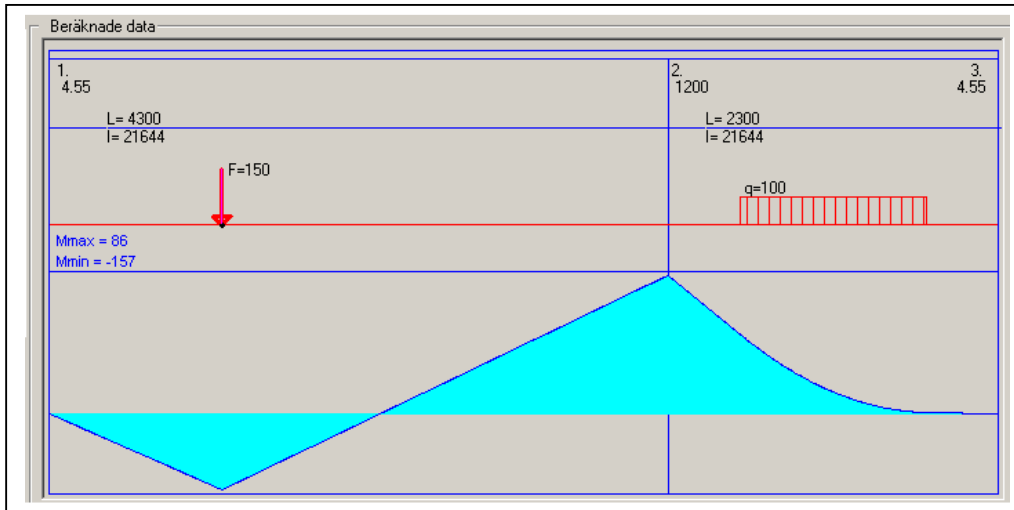 Beräknade data
1.
4.55
2.
1200
3.
4.55
L= 4300
I= 21644
L= 2300
I= 21644
F=150
q=100
Mmax = 86
Mmin = -157